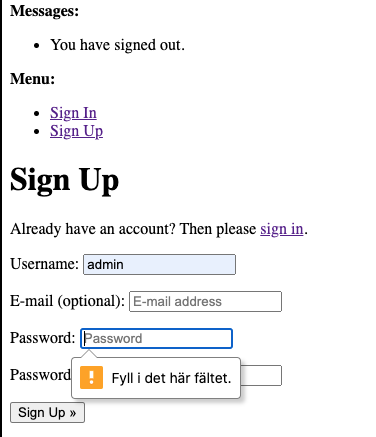 Messages:
You have signed out.
Menu:
Sign In
Sign Up
Sign Up
Already have an account? Then please sign in.
Username: admin
E-mail (optional): E-mail address
Password: Password
Password
Fyll i det här fältet.
Sign Up »